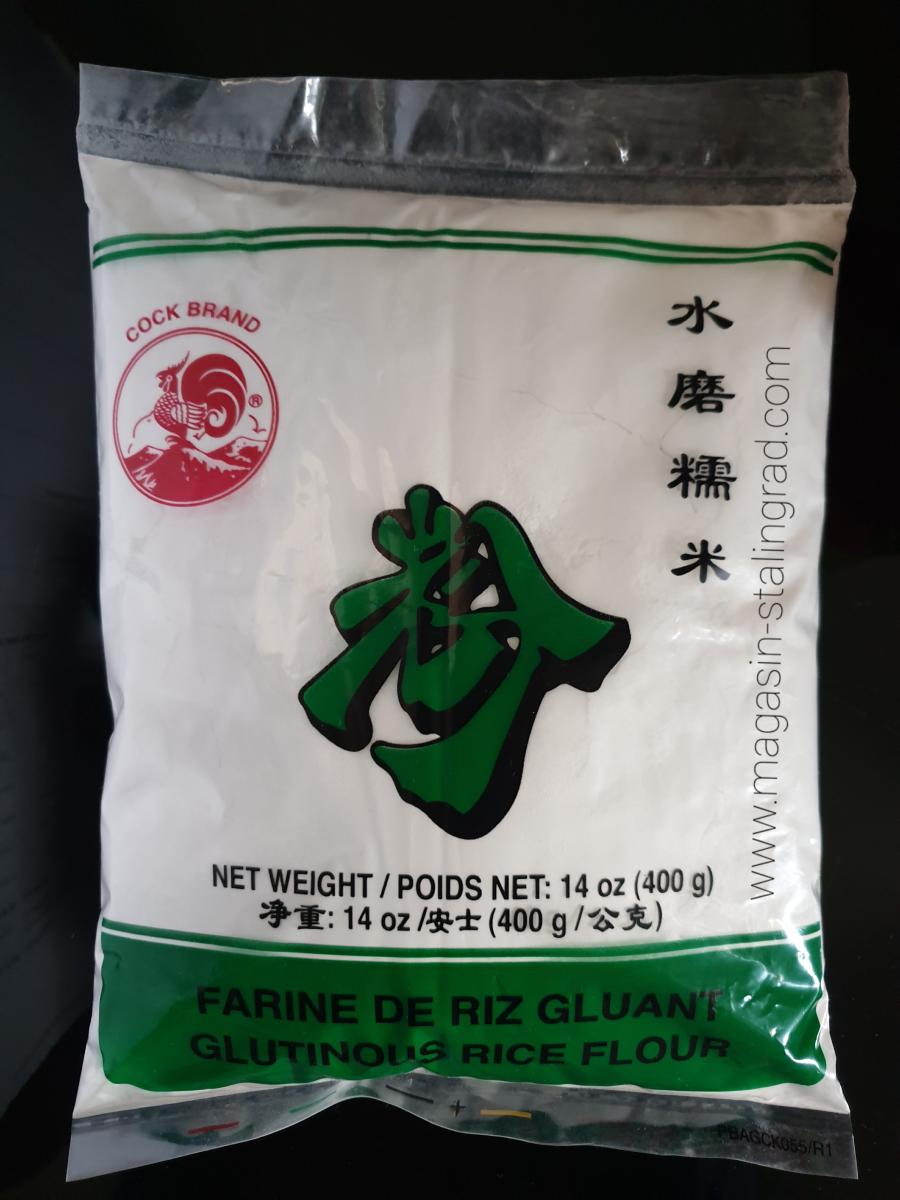 COCK BRAND
®
水磨糯米
粉
www.magasin-stalingrad.com
NET WEIGHT / POIDS NET: 14 oz (400 g)
淨重: 14 oz /安士 (400 g /公克)
FARINE DE RIZ GLUANT
GLUTINOUS RICE FLOUR
PBAGCK055/R1